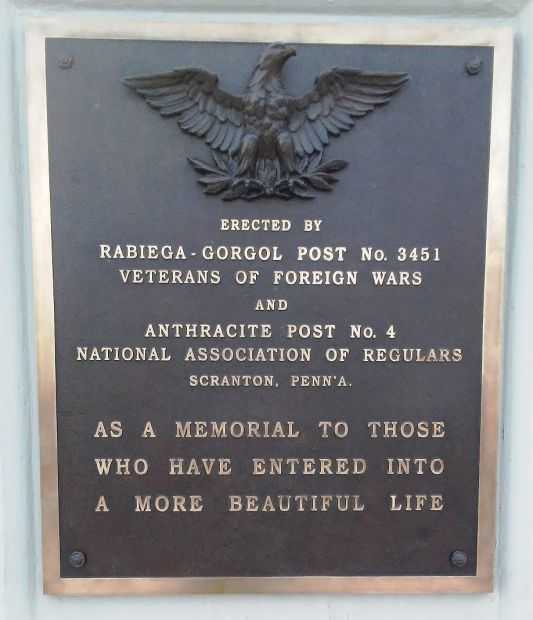 ERECTED BY
RABIEGA - GORGOL POST No. 3451
VETERANS OF FOREIGN WARS
AND
ANTHRACITE POST No. 4
NATIONAL ASSOCIATION OF REGULARS
SCRANTON, PENN'A.
AS A MEMORIAL TO THOSE
WHO HAVE ENTERED INTO
A MORE BEAUTIFUL LIFE